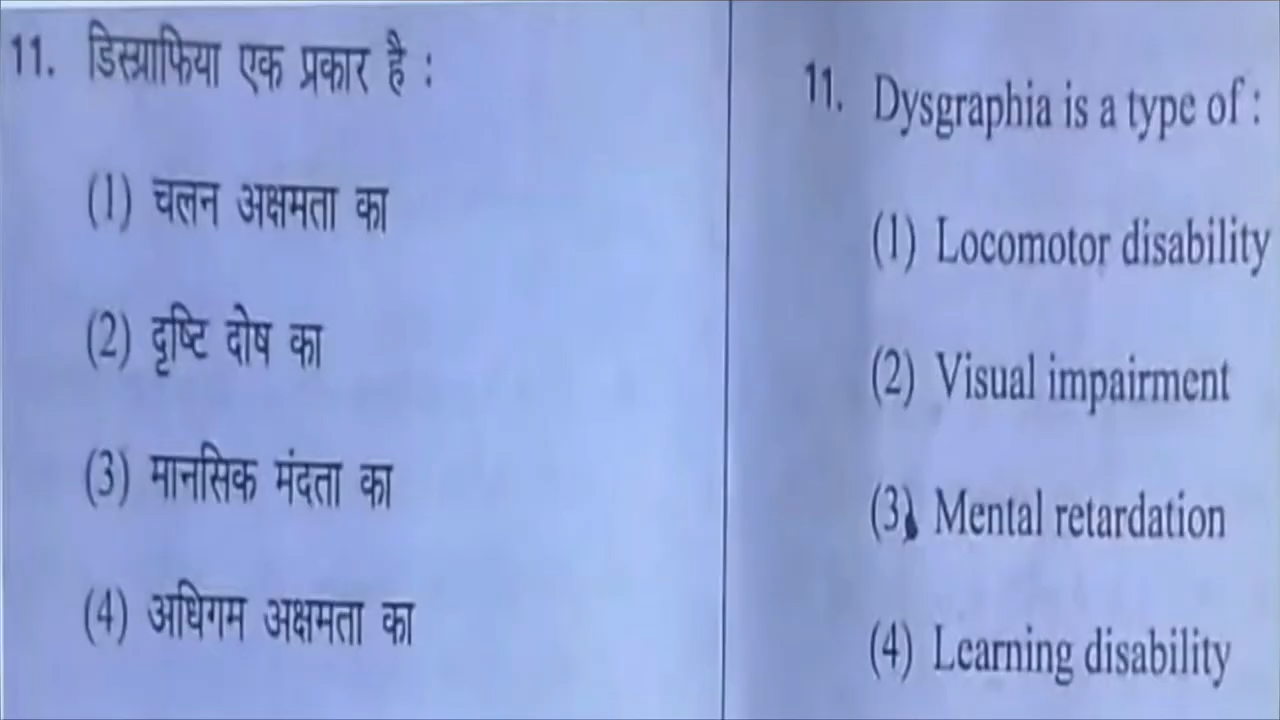 11. डिस्ग्राफिया एक प्रकार है :
(1) चलन अक्षमता का
(2) दृष्टि दोष का
(3) मानसिक मंदता का
(4) अधिगम अक्षमता का
11. Dysgraphia is a type of :
(1) Locomotor disability
(2) Visual impairment
(3) Mental retardation
(4) Learning disability